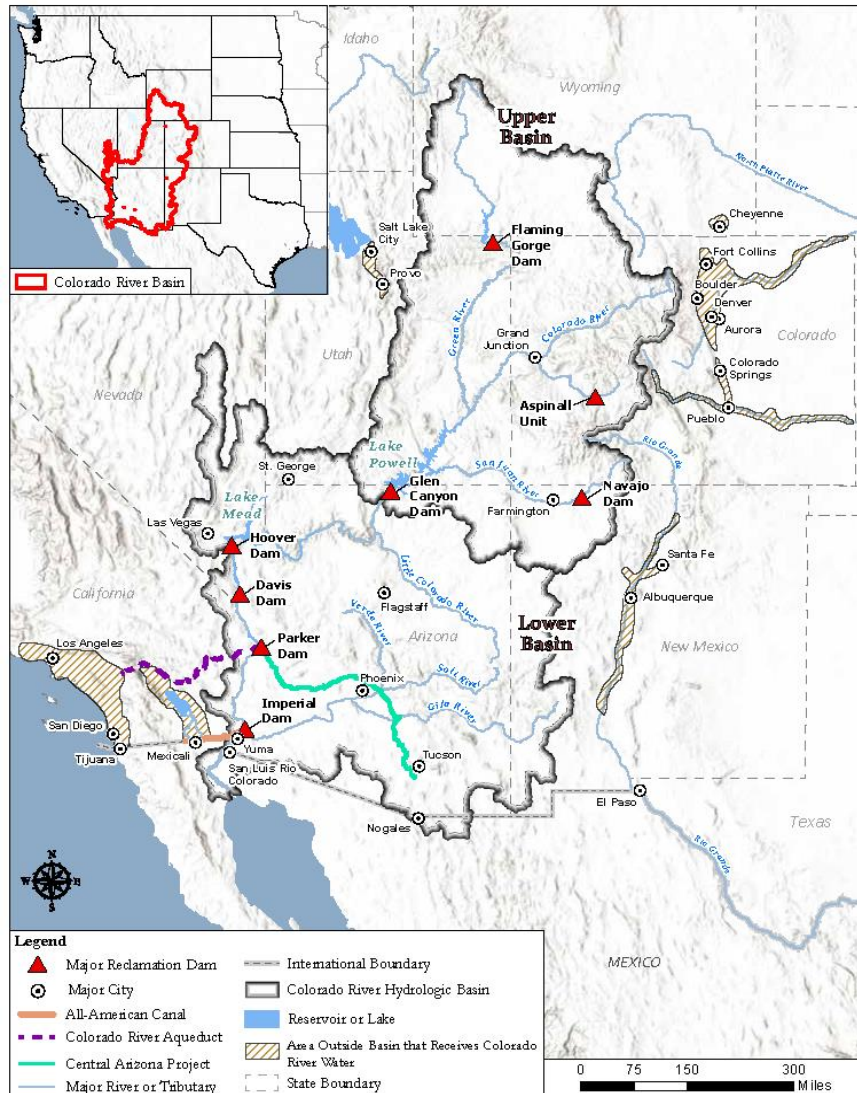 Idaho
Wyoming
Upper
Basin
North Platte River
Cheyenne
Salt Lake
City
Flaming
Gorge
Dam
Fort Collins
Provo
Boulder
Denver
Aurora
Colorado River Basin
Green River
Colorado River
Grand
Junction
Colorado
Utah
Colorado
Springs
Nevada
Aspinall
Unit
Pueblo
Lake
Powell
Rio Grande
St. George
San Juan River
Glen
Canyon
Dam
Navajo
Dam
Farmington
Lake
Mead
Las Vegas
Hoover
Dam
Santa Fe
Little Colorado River
Davis
Dam
Flagstaff
California
Albuquerque
Verde River
Lower
Basin
Los Angeles
Parker
Dam
Arizona
New Mexico
Phoenix
Salt River
Imperial
Dam
Gila River
San Diego
Tijuana
Mexicali
Yuma
San Luis Rio
Colorado
Tucson
El Paso
Nogales
Texas
Rio Grande
N
W
E
S
MEXICO
Legend
Major Reclamation Dam
Major City
All-American Canal
Colorado River Aqueduct
Central Arizona Project
Major River or Tributary
International Boundary
Colorado River Hydrologic Basin
Reservoir or Lake
Area Outside Basin that Receives Colorado
River Water
State Boundary
0 75 150 300
Miles